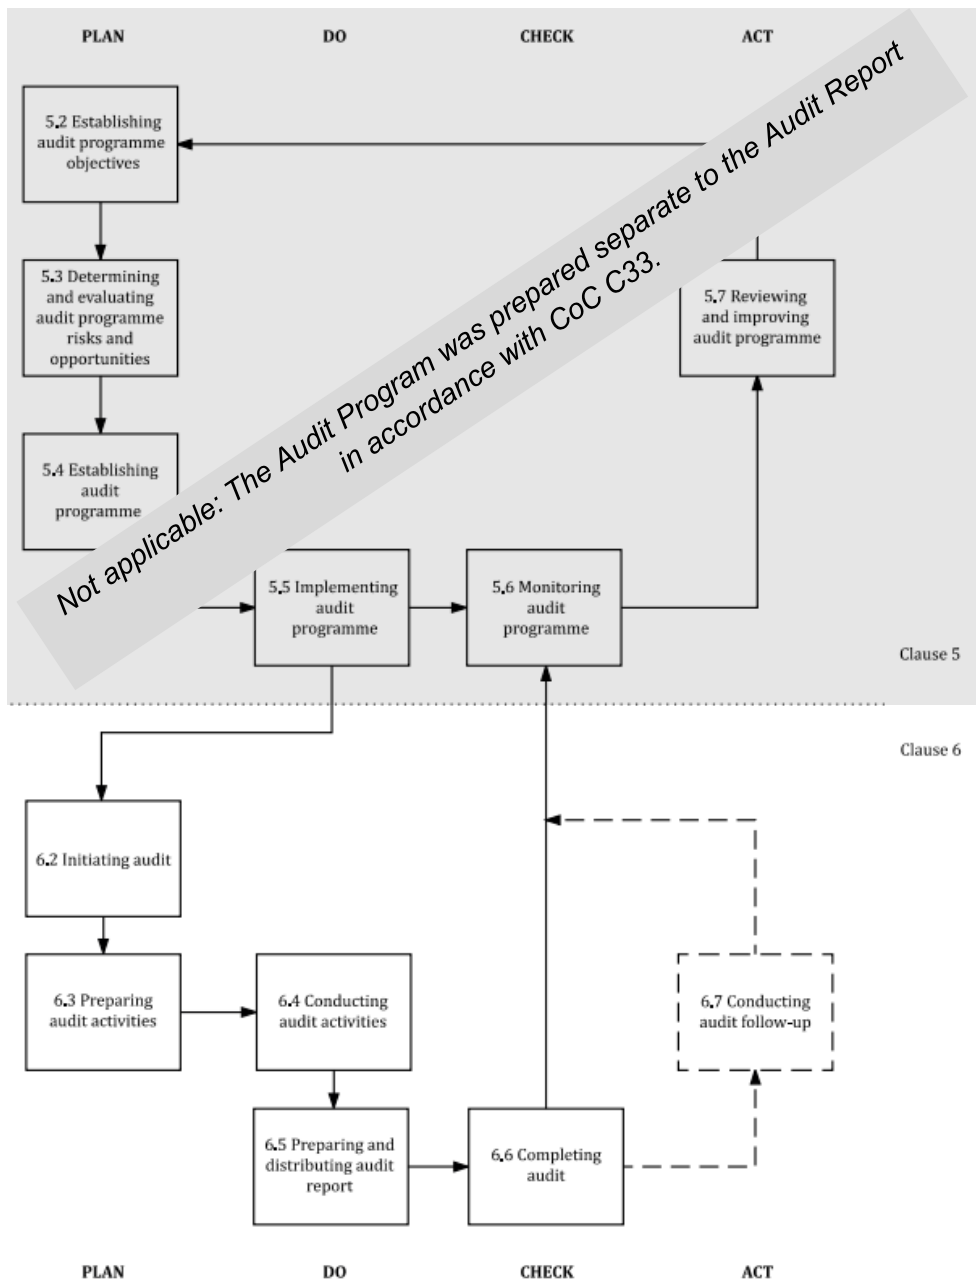 PLAN DO CHECK ACT
5.2 Establishing
audit programme
objectives
5.3 Determining
and evaluating
audit programme
risks and
opportunities
5.4 Establishing
audit
programme
Not applicable: The Audit Program was prepared separate to the Audit Report
in accordance with CoC C33.
5.7 Reviewing
and improving
audit programme
5.5 Implementing
audit
programme
5.6 Monitoring
audit
programme
Clause 5
Clause 6
6.2 Initiating audit
6.3 Preparing
audit activities
6.4 Conducting
audit activities
6.7 Conducting
audit follow-up
6.5 Preparing and
distributing audit
report
6.6 Completing
audit
PLAN DO CHECK ACT